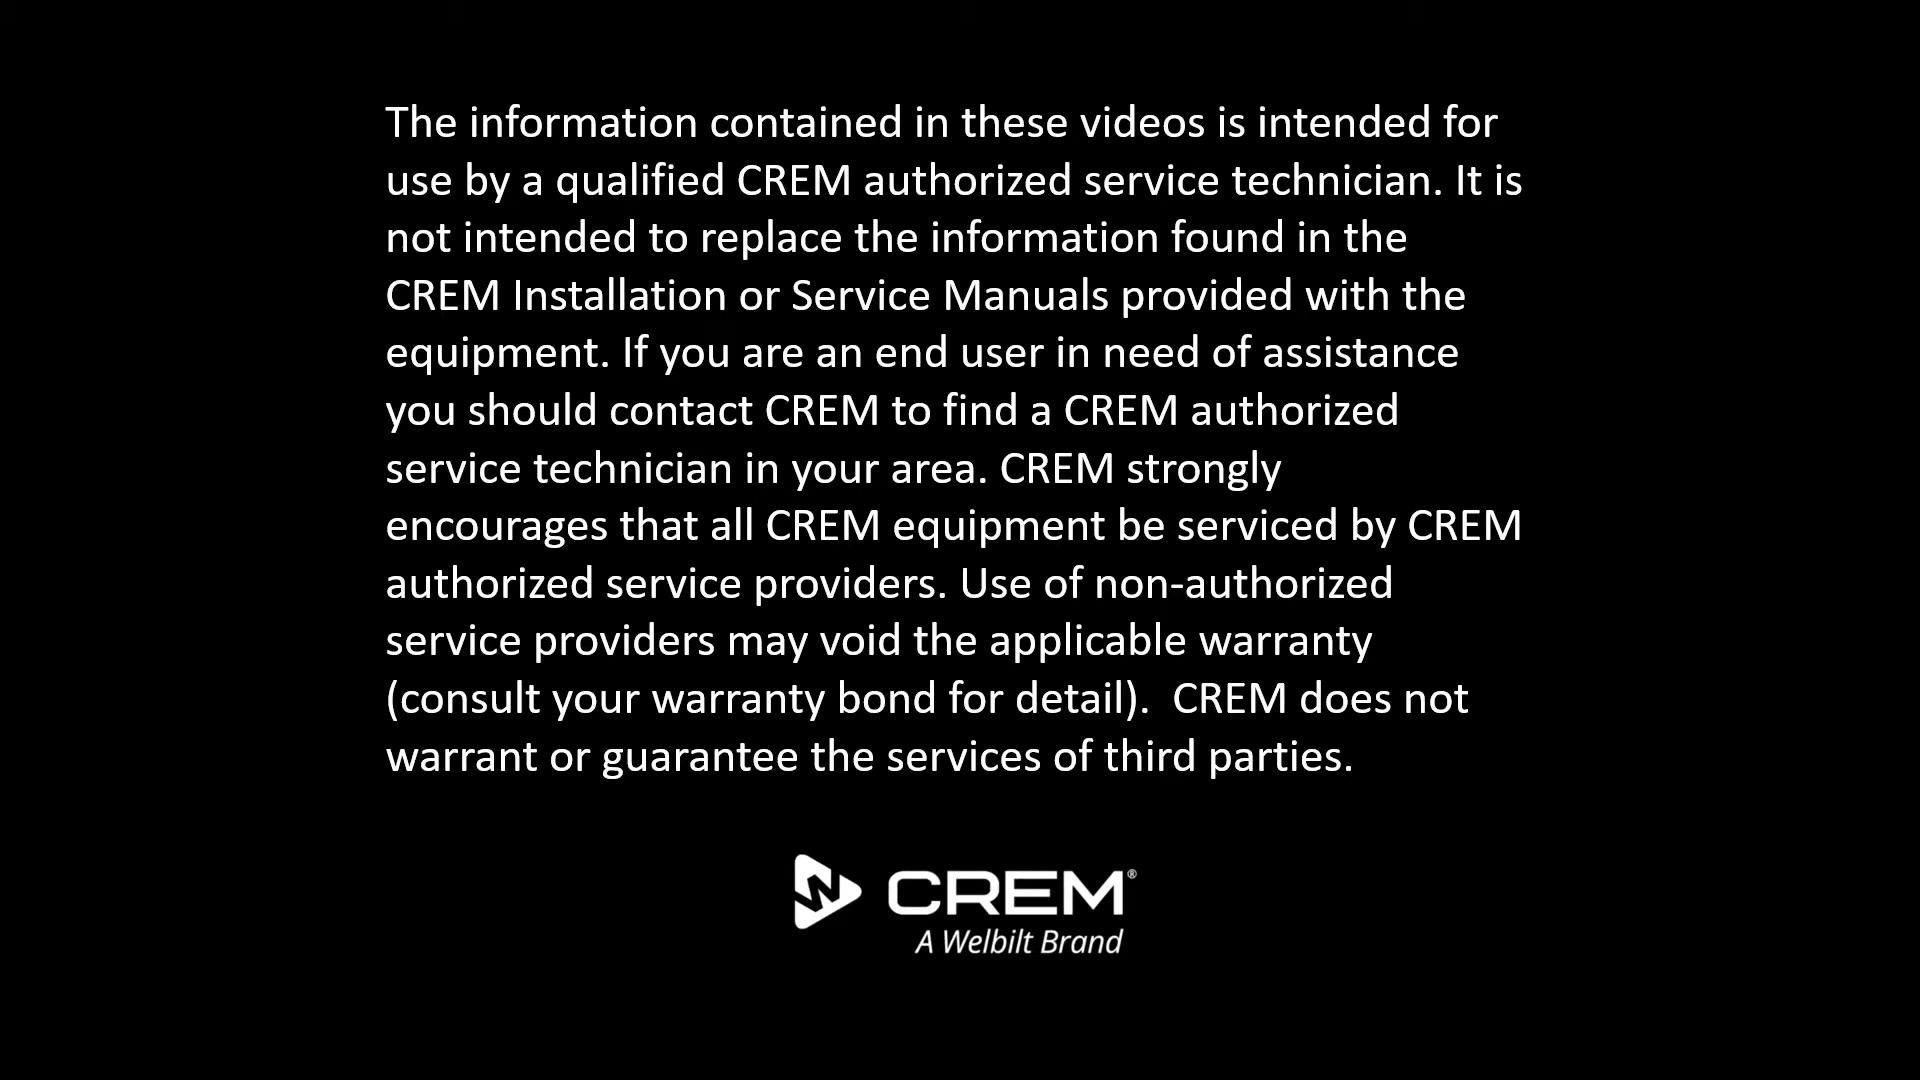 The information contained in these videos is intended for
use by a qualified CREM authorized service technician. It is
not intended to replace the information found in the
CREM Installation or Service Manuals provided with the
equipment. If you are an end user in need of assistance
you should contact CREM to find a CREM authorized
service technician in your area. CREM strongly
encourages that all CREM equipment be serviced by CREM
authorized service providers. Use of non-authorized
service providers may void the applicable warranty
(consult your warranty bond for detail).  CREM does not
warrant or guarantee the services of third parties.
CREM®
A Welbilt Brand